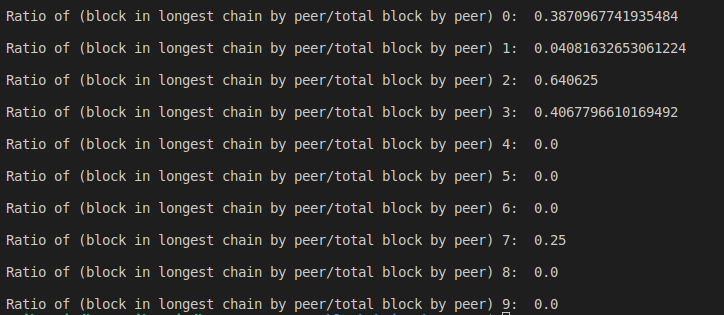 Ratio of (block in longest chain by peer/total block by peer) 0:  0.3870967741935484
Ratio of (block in longest chain by peer/total block by peer) 1:  0.04081632653061224
Ratio of (block in longest chain by peer/total block by peer) 2:  0.640625
Ratio of (block in longest chain by peer/total block by peer) 3:  0.4067796610169492
Ratio of (block in longest chain by peer/total block by peer) 4:  0.0
Ratio of (block in longest chain by peer/total block by peer) 5:  0.0
Ratio of (block in longest chain by peer/total block by peer) 6:  0.0
Ratio of (block in longest chain by peer/total block by peer) 7:  0.25
Ratio of (block in longest chain by peer/total block by peer) 8:  0.0
Ratio of (block in longest chain by peer/total block by peer) 9:  0.0